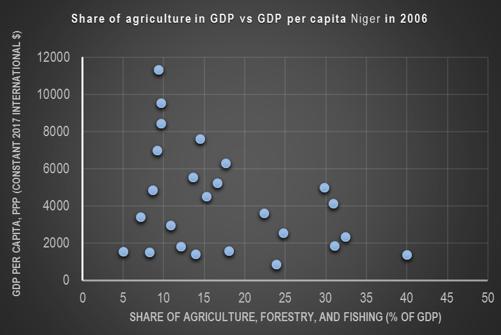 Share of agriculture in GDP vs GDP per capita Niger in 2006
GDP PER CAPITA, PPP (CONSTANT 2017 INTERNATIONAL $)
12000
10000
8000
6000
4000
2000
0
0 5 10 15 20 25 30 35 40 45 50
SHARE OF AGRICULTURE, FORESTRY, AND FISHING (% OF GDP)